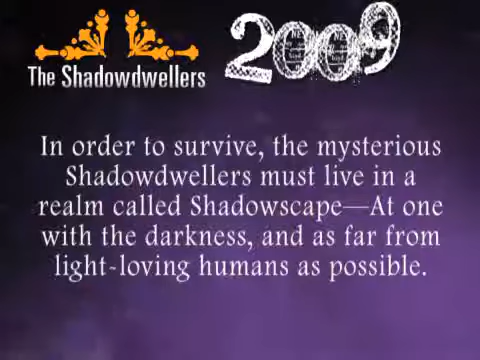 The Shadowdwellers
2009
In order to survive, the mysterious
Shadowdwellers must live in a
realm called Shadowscape—At one
with the darkness, and as far from
light-loving humans as possible.